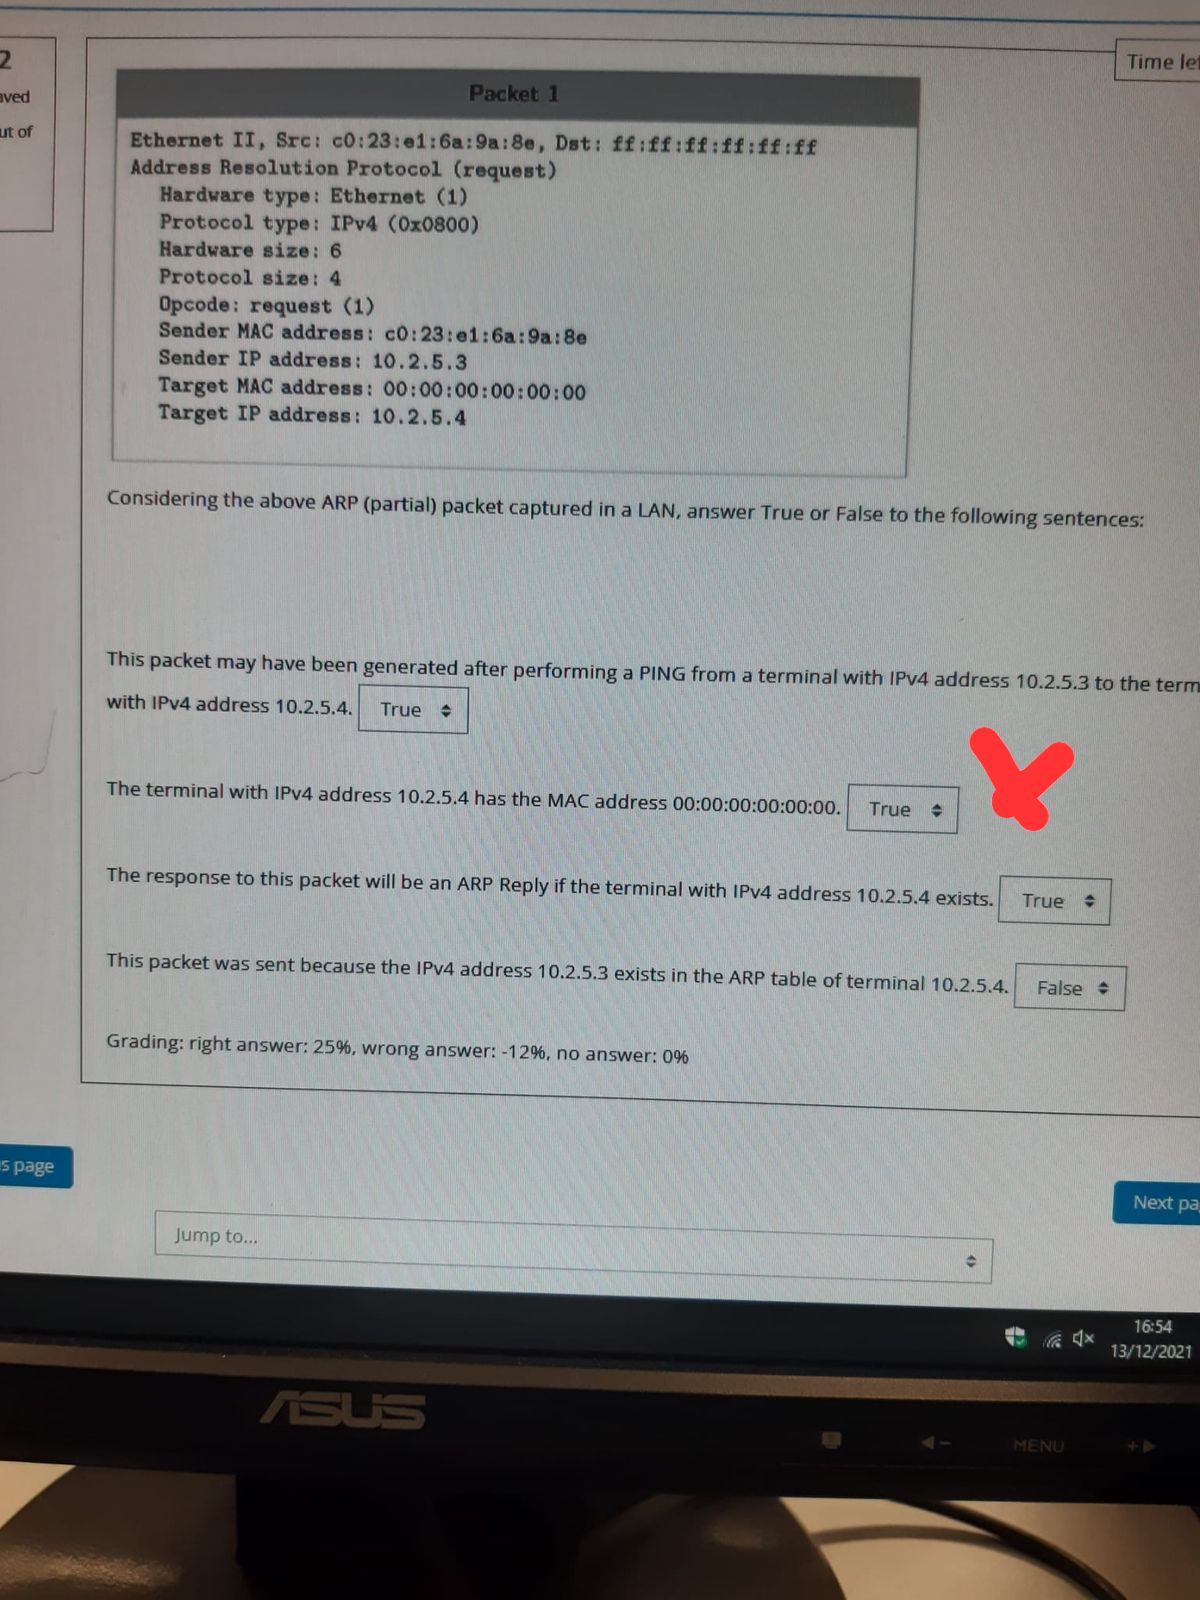 2
Time le
Packet 1
aved
ut of
Ethernet II, Src: c0:23:e1:6a:9a:8e, Dst: ff:ff:ff:ff:ff:ff
Address Resolution Protocol (request)
Hardware type: Ethernet (1)
Protocol type: IPv4 (0x0800)
Hardware size: 6
Protocol size: 4
Opcode: request (1)
Sender MAC address: c0:23:e1:6a:9a:8e
Sender IP address: 10.2.5.3
Target MAC address: 00:00:00:00:00:00
Target IP address: 10.2.5.4
Considering the above ARP (partial) packet captured in a LAN, answer True or False to the following sentences:
This packet may have been generated after performing a PING from a terminal with IPv4 address 10.2.5.3 to the term
with IPv4 address 10.2.5.4. True
The terminal with IPv4 address 10.2.5.4 has the MAC address 00:00:00:00:00:00. True
The response to this packet will be an ARP Reply if the terminal with IPv4 address 10.2.5.4 exists. True
This packet was sent because the IPv4 address 10.2.5.3 exists in the ARP table of terminal 10.2.5.4. False
Grading: right answer: 25%, wrong answer: -12%, no answer: 0%
s page
Next pa
Jump to...
16:54
13/12/2021
ASUS
MENU